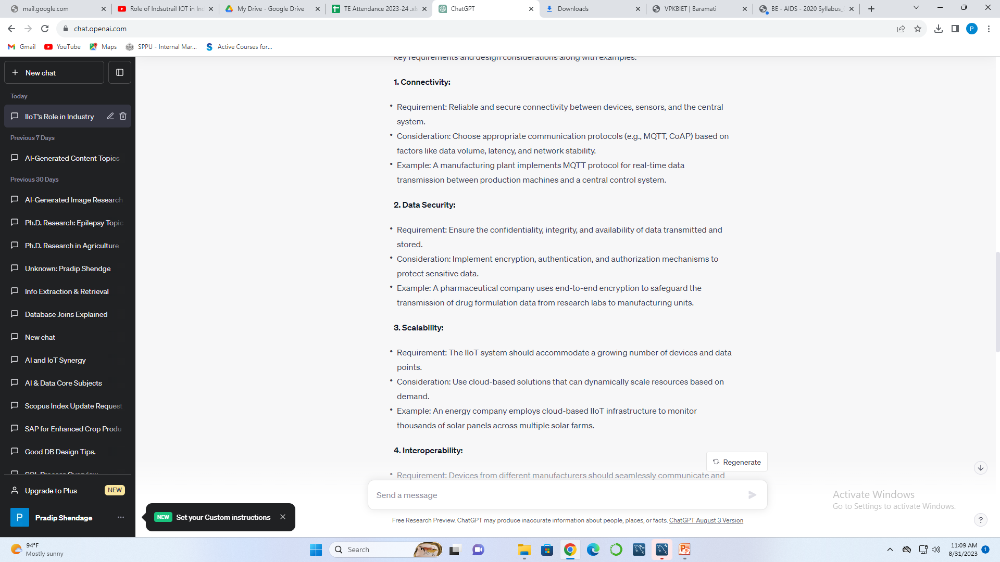 mail.google.com
Role of Indsutrail IOT in Inc
My Drive - Google Drive
TE Attendance 2023-24 .xls
ChatGPT
Downloads
VPKBIET | Baramati
BE - AIDS - 2020 Syllabus_
chat.openai.com
P
Gmail
YouTube
Maps
SPPU - Internal Mar...
Active Courses for...
New chat
Today
IIoT's Role in Industry
Previous 7 Days
AI-Generated Content Topics
Previous 30 Days
AI-Generated Image Research
Ph.D. Research: Epilepsy Topic
Ph.D. Research in Agriculture
Unknown: Pradip Shendge
Info Extraction & Retrieval
Database Joins Explained
New chat
AI and IoT Synergy
AI & Data Core Subjects
Scopus Index Update Request
SAP for Enhanced Crop Produ
Good DB Design Tips.
SQL Process Overview
Upgrade to Plus NEW
P Pradip Shendage
NEW Set your Custom instructions
key requirements and design considerations along with examples.
1. Connectivity:
• Requirement: Reliable and secure connectivity between devices, sensors, and the central
system.
• Consideration: Choose appropriate communication protocols (e.g., MQTT, CoAP) based on
factors like data volume, latency, and network stability.
• Example: A manufacturing plant implements MQTT protocol for real-time data
transmission between production machines and a central control system.
2. Data Security:
• Requirement: Ensure the confidentiality, integrity, and availability of data transmitted and
stored.
• Consideration: Implement encryption, authentication, and authorization mechanisms to
protect sensitive data.
• Example: A pharmaceutical company uses end-to-end encryption to safeguard the
transmission of drug formulation data from research labs to manufacturing units.
3. Scalability:
• Requirement: The IIoT system should accommodate a growing number of devices and data
points.
• Consideration: Use cloud-based solutions that can dynamically scale resources based on
demand.
• Example: An energy company employs cloud-based IIoT infrastructure to monitor
thousands of solar panels across multiple solar farms.
4. Interoperability:
Regenerate
• Requirement: Devices from different manufacturers should seamlessly communicate and
Send a message
Free Research Preview. ChatGPT may produce inaccurate information about people, places, or facts. ChatGPT August 3 Version
Activate Windows
Go to Settings to activate Windows.
?
94°F
Mostly sunny
Search
11:09 AM
8/31/2023
1